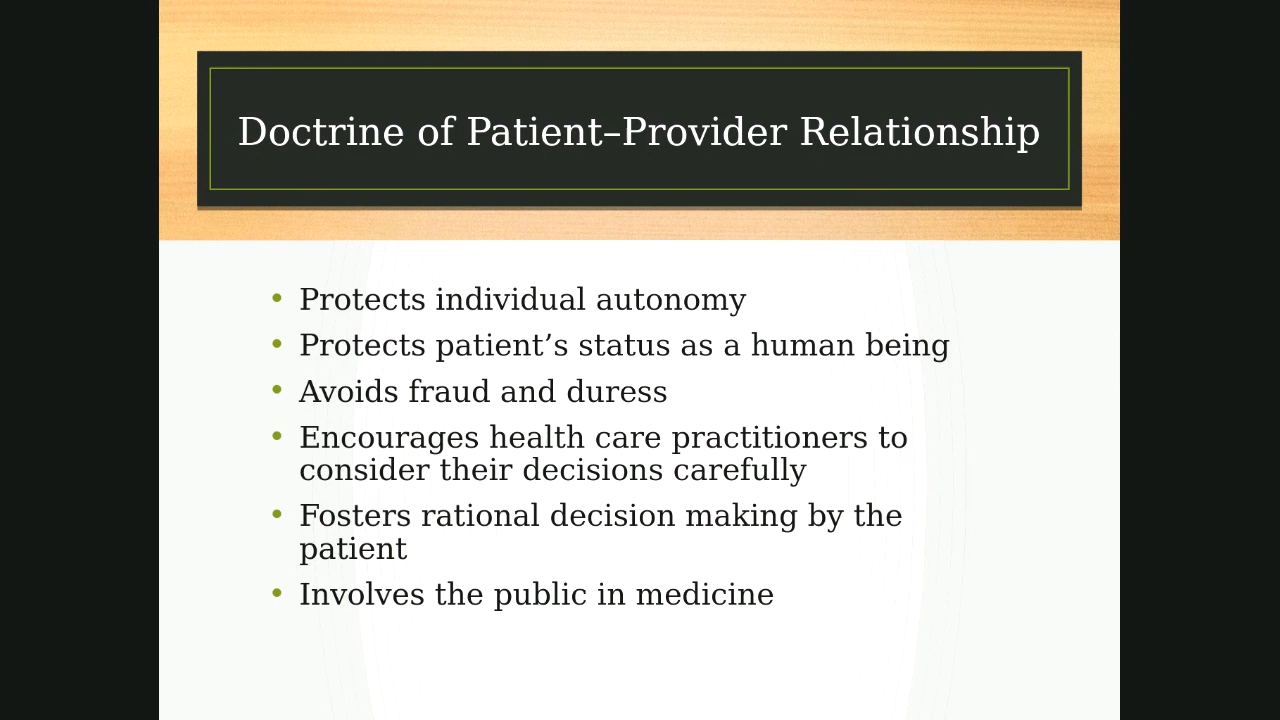 Doctrine of Patient–Provider Relationship
• Protects individual autonomy
• Protects patient’s status as a human being
• Avoids fraud and duress
• Encourages health care practitioners to
consider their decisions carefully
• Fosters rational decision making by the
patient
• Involves the public in medicine